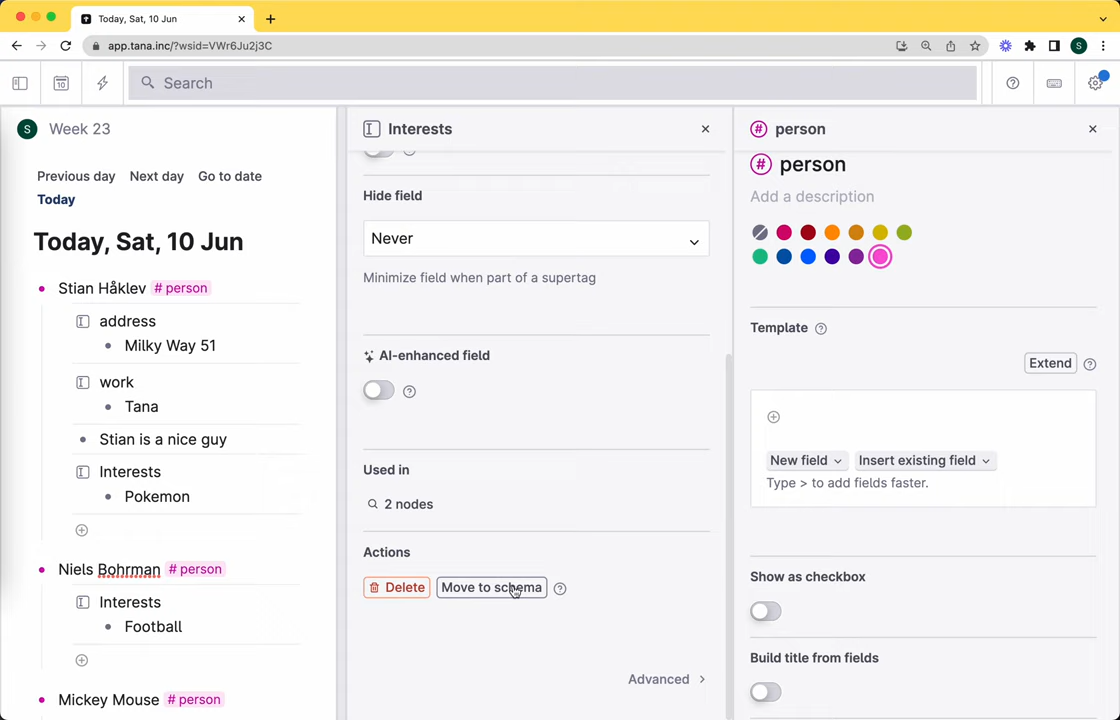 Today, Sat, 10 Jun
app.tana.inc/?wsid=VWr6Ju2j3C
S
10
Search
S
Week 23
Previous day
Next day
Go to date
Today
Today, Sat, 10 Jun
Stian Håklev # person
address
Milky Way 51
work
Tana
Stian is a nice guy
Interests
Pokemon
Niels Bohrman # person
Interests
Football
Mickey Mouse # person
Interests
Hide field
Never
Minimize field when part of a supertag
AI-enhanced field
Used in
2 nodes
Actions
Delete
Move to schema
Advanced
# person
# person
Add a description
Template
Extend
New field
Insert existing field
Type > to add fields faster.
Show as checkbox
Build title from fields